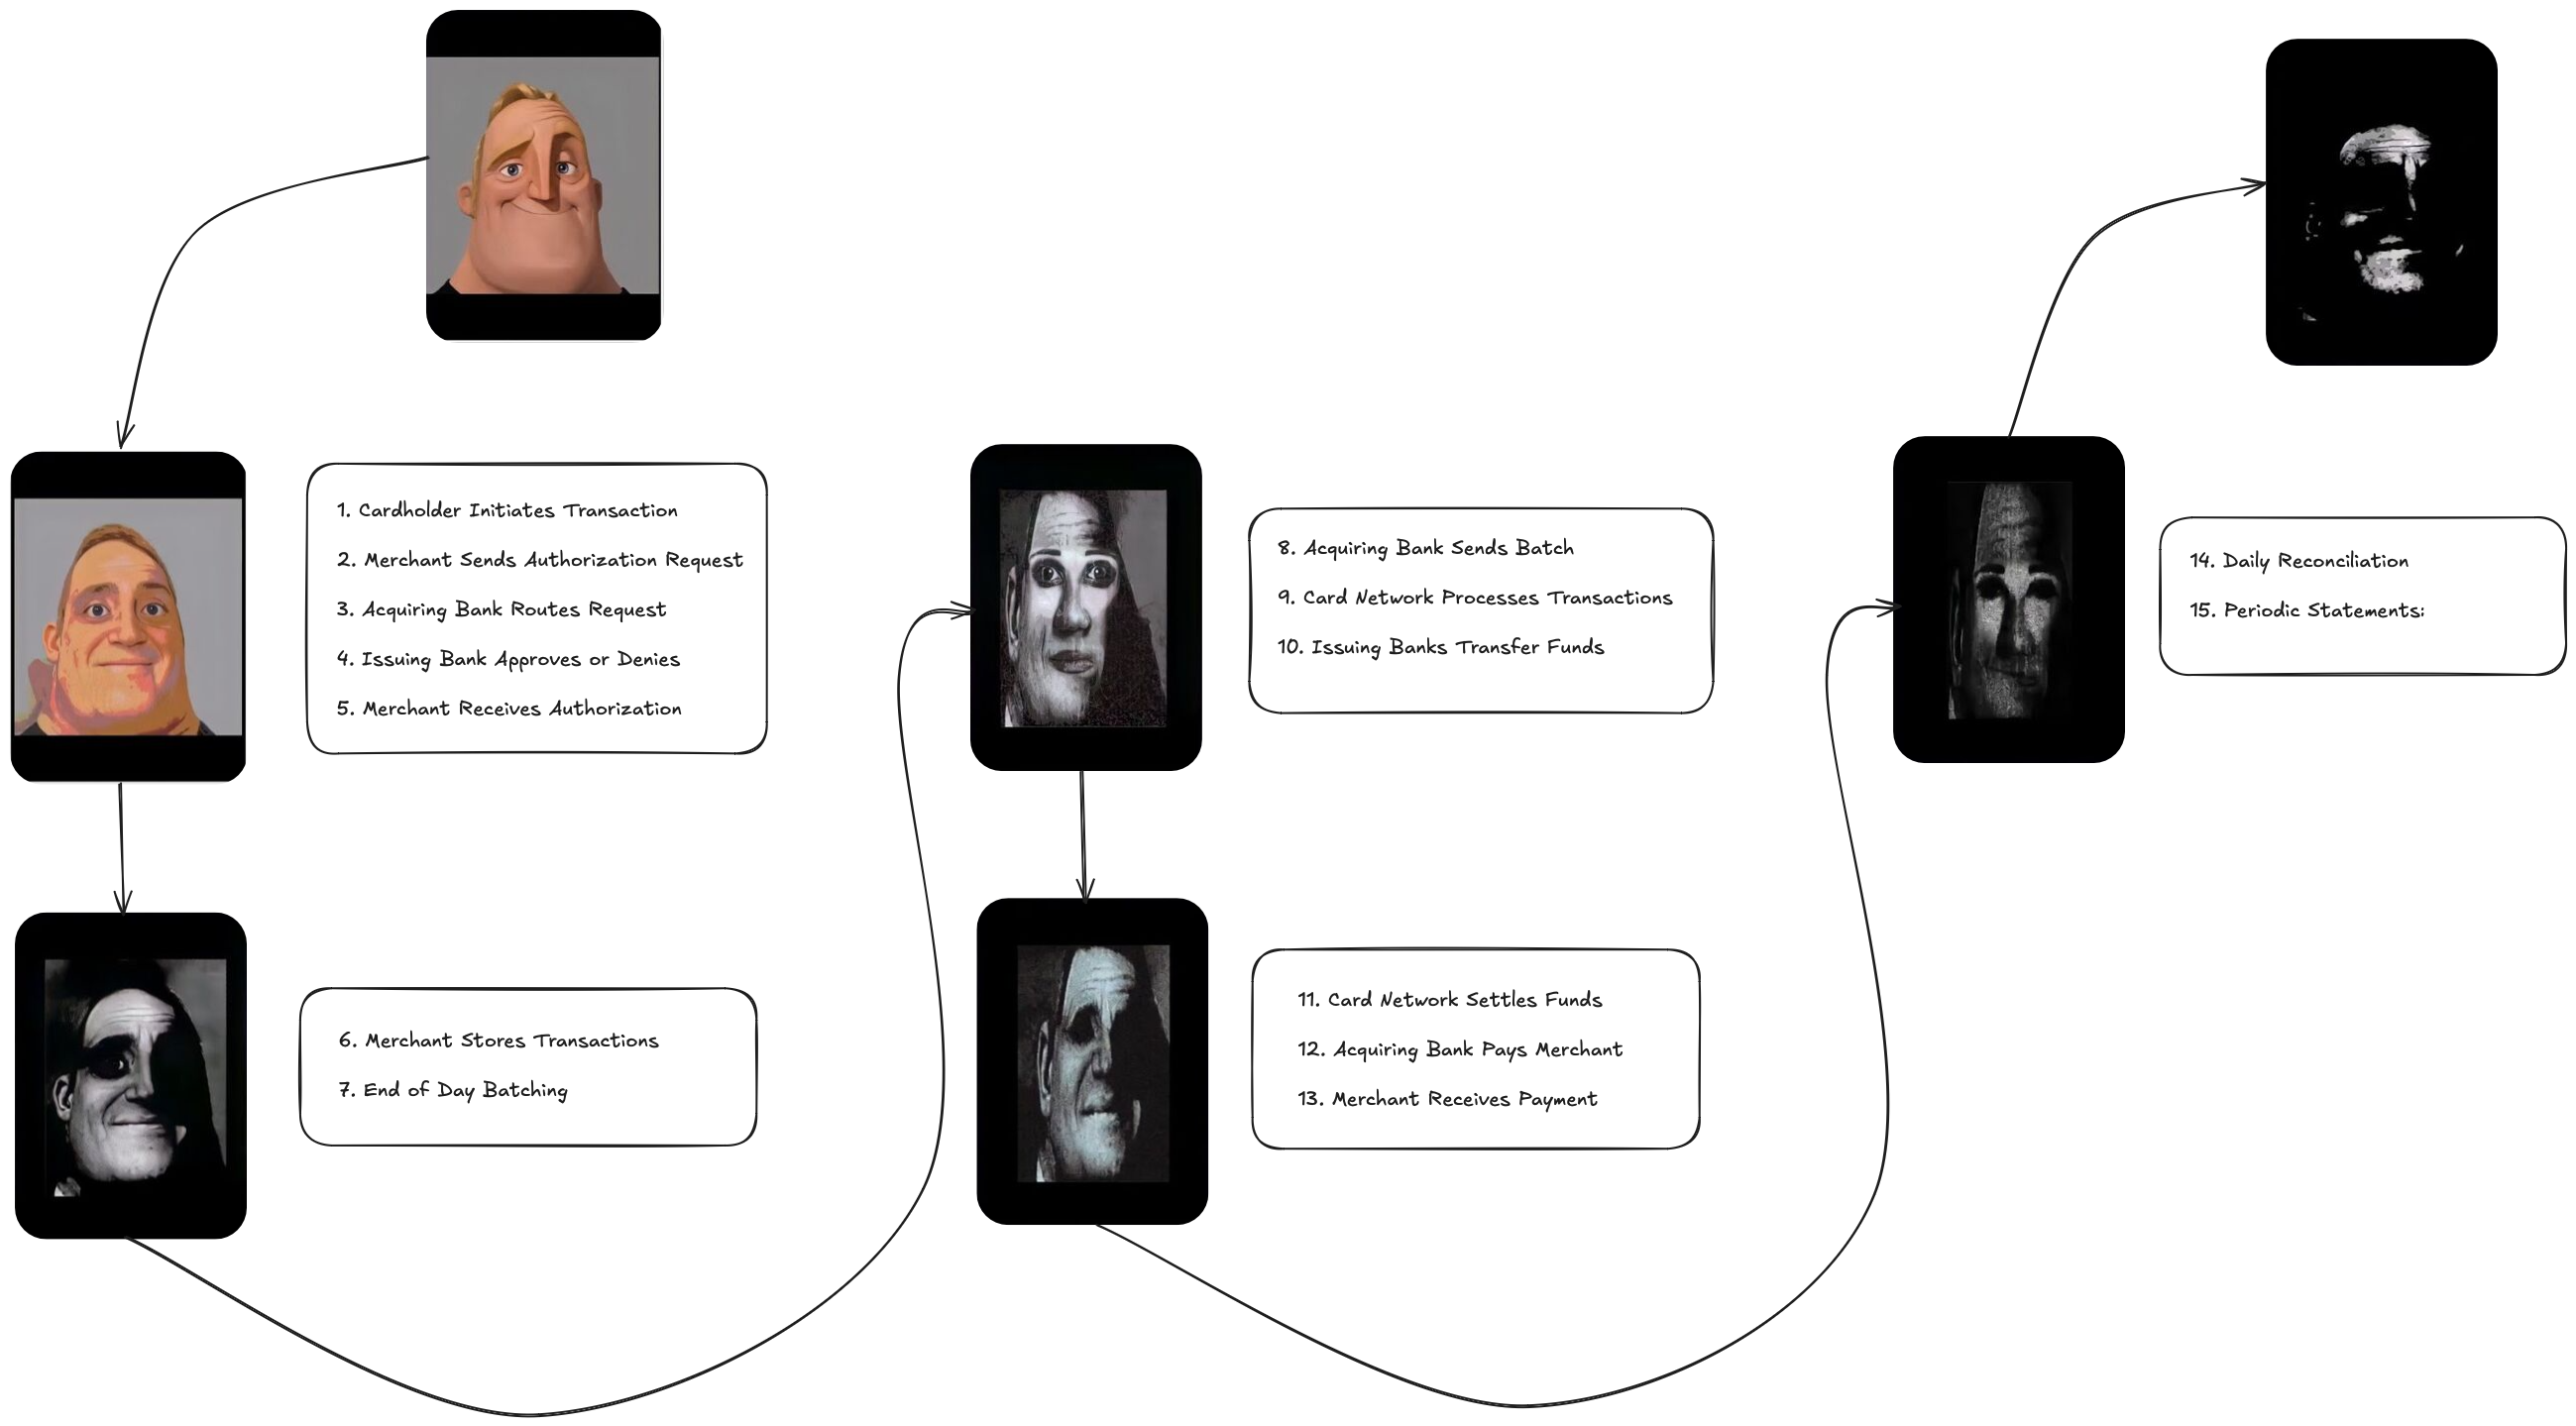 1. Cardholder Initiates Transaction
2. Merchant Sends Authorization Request
3. Acquiring Bank Routes Request
4. Issuing Bank Approves or Denies
5. Merchant Receives Authorization
6. Merchant Stores Transactions
7. End of Day Batching
8. Acquiring Bank Sends Batch
9. Card Network Processes Transactions
10. Issuing Banks Transfer Funds
11. Card Network Settles Funds
12. Acquiring Bank Pays Merchant
13. Merchant Receives Payment
14. Daily Reconciliation
15. Periodic Statements: